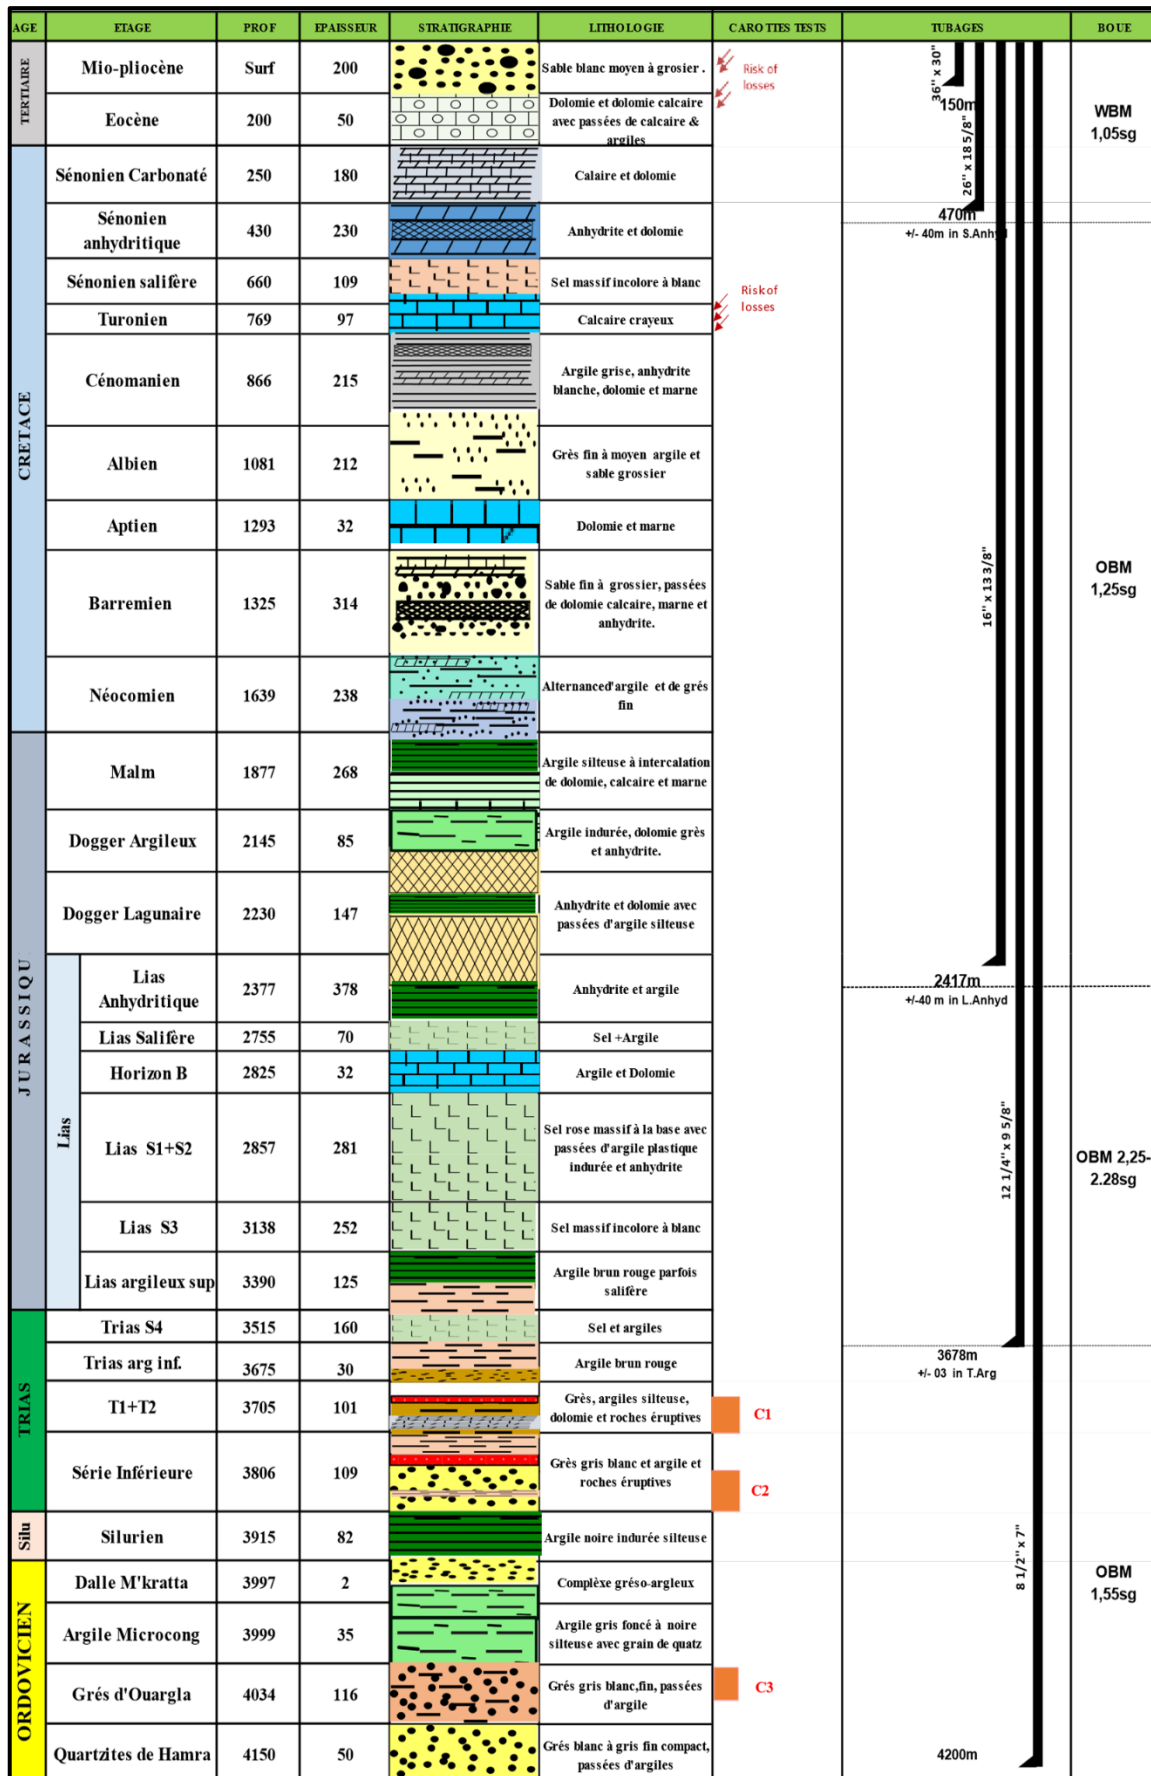 AGE ETAGE PROF EPAISSEUR STRATIGRAPHIE LITHOLOGIE CAROTTES TESTS TUBAGES BOUE
TERTIAIRE
Mio-pliocène Surf 200 Sable blanc moyen à grosier .
Risk of
losses
36" x 30"
150m
Eocène 200 50 Dolomie et dolomie calcaire
avec passées de calcaire &
argiles
WBM
1,05sg
26" x 18 5/8"
CRETACE
Sénonien Carbonaté 250 180 Calaire et dolomie
470m
+/- 40m in S.Anhyd
Sénonien
anhydritique 430 230 Anhydrite et dolomie
Sénonien salifère 660 109 Sel massif incolore à blanc
Risk of
losses
Turonien 769 97 Calcaire crayeux
Cénomanien 866 215 Argile grise, anhydrite
blanche, dolomie et marne
Albien 1081 212 Grès fin à moyen argile et
sable grossier
Aptien 1293 32 Dolomie et marne
16" x 13 3/8"
OBM
1,25sg
Barremien 1325 314 Sable fin à grossier, passées
de dolomie calcaire, marne et
anhydrite.
Néocomien 1639 238 Alternanced'argile et de grés
fin
JURASSIQU
Malm 1877 268 Argile silteuse à intercalation
de dolomie, calcaire et marne
Dogger Argileux 2145 85 Argile indurée, dolomie grès
et anhydrite.
Dogger Lagunaire 2230 147 Anhydrite et dolomie avec
passées d'argile silteuse
Lias
Lias
Anhydritique 2377 378 Anhydrite et argile
2417m
+/-40 m in L.Anhyd
Lias Salifère 2755 70 Sel +Argile
Horizon B 2825 32 Argile et Dolomie
Lias S1+S2 2857 281 Sel rose massif à la base avec
passées d'argile plastique
indurée et anhydrite
12 1/4" x 9 5/8"
OBM 2,25-
2.28sg
Lias S3 3138 252 Sel massif incolore à blanc
Lias argileux sup 3390 125 Argile brun rouge parfois
salifère
TRIAS
Trias S4 3515 160 Sel et argiles
Trias arg inf. 3675 30 Argile brun rouge
3678m
+/- 03 in T.Arg
T1+T2 3705 101 Grès, argiles silteuse,
dolomie et roches éruptives
C1
Série Inférieure 3806 109 Grès gris blanc et argile et
roches éruptives
C2
Silu
Silurien 3915 82 Argile noire indurée silteuse
8 1/2" x 7"
OBM
1,55sg
ORDOVICIEN
Dalle M'kratta 3997 2 Complèxe gréso-argleux
Argile Microcong 3999 35 Argile gris foncé à noire
silteuse avec grain de quatz
Grés d'Ouargla 4034 116 Grés gris blanc,fin, passées
d'argile
C3
Quartzites de Hamra 4150 50 Grés blanc à gris fin compact,
passées d'argiles
4200m